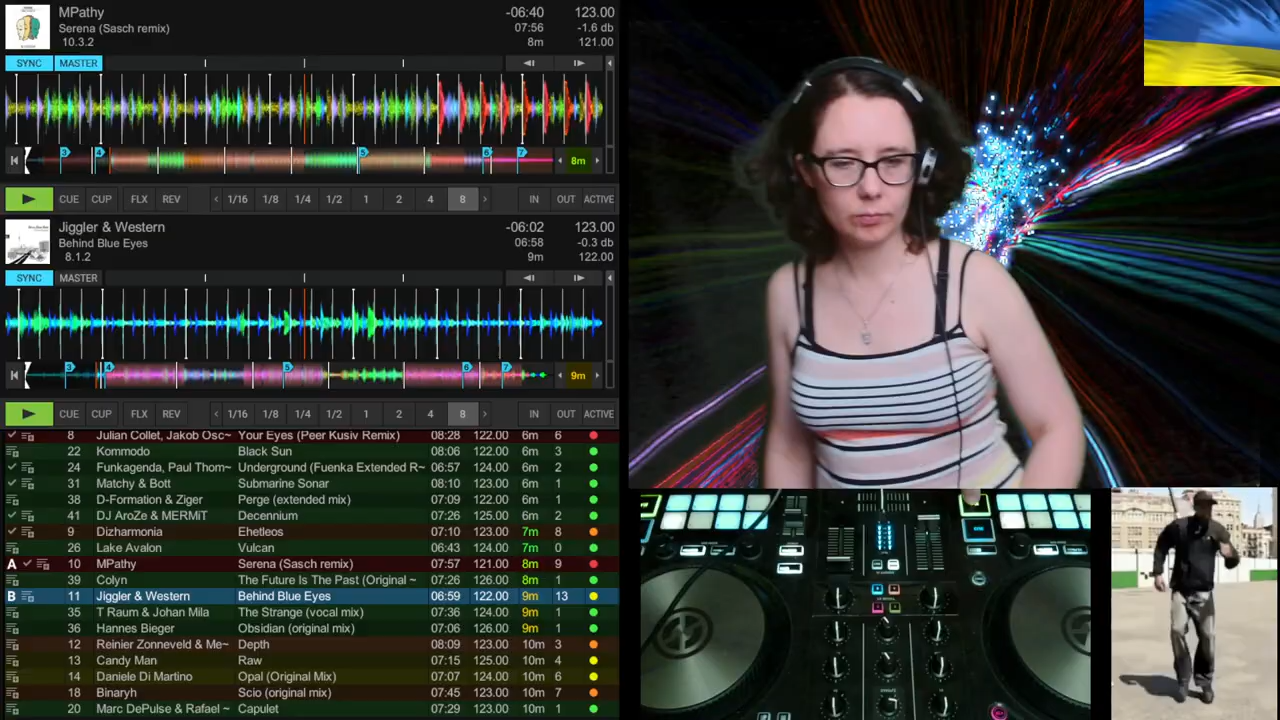 MPathy -06:40 123.00
Serena (Sasch remix) 07:56 -1.6 db
10.3.2 8m 121.00
SYNC MASTER
3 4 5 6 7 8m
CUE CUP FLX REV 1/16 1/8 1/4 1/2 1 2 4 8 IN OUT ACTIVE
Jiggler & Western -06:02 123.00
Behind Blue Eyes 06:58 -0.3 db
8.1.2 9m 122.00
SYNC MASTER
3 4 5 6 7 9m
CUE CUP FLX REV 1/16 1/8 1/4 1/2 1 2 4 8 IN OUT ACTIVE
8 Julian Collet, Jakob Osc~ Your Eyes (Peer Kusiv Remix) 08:28 122.00 6m 6
22 Kommodo Black Sun 08:06 122.00 6m 3
24 Funkagenda, Paul Thom~ Underground (Fuenka Extended R~ 06:57 124.00 6m 2
31 Matchy & Bott Submarine Sonar 08:10 123.00 6m 1
38 D-Formation & Ziger Perge (extended mix) 07:09 122.00 6m 1
41 DJ AroZe & MERMiT Decennium 07:26 125.00 6m 2
9 Dizharmonia Ehetleos 07:10 123.00 7m 8
26 Lake Avalon Vulcan 06:43 124.00 7m 0
A 10 MPathy Serena (Sasch remix) 07:57 121.00 8m 9
39 Colyn The Future Is The Past (Original ~ 07:26 126.00 8m 1
B 11 Jiggler & Western Behind Blue Eyes 06:59 122.00 9m 13
35 T Raum & Johan Mila The Strange (vocal mix) 07:36 124.00 9m 1
36 Hannes Bieger Obsidian (original mix) 07:06 126.00 9m 1
12 Reinier Zonneveld & Me~ Depth 08:09 123.00 10m 3
13 Candy Man Raw 07:15 125.00 10m 4
14 Daniele Di Martino Opal (Original Mix) 07:07 124.00 10m 6
18 Binaryh Scio (original mix) 07:45 123.00 10m 7
20 Marc DePulse & Rafael ~ Capulet 07:29 123.00 10m 1